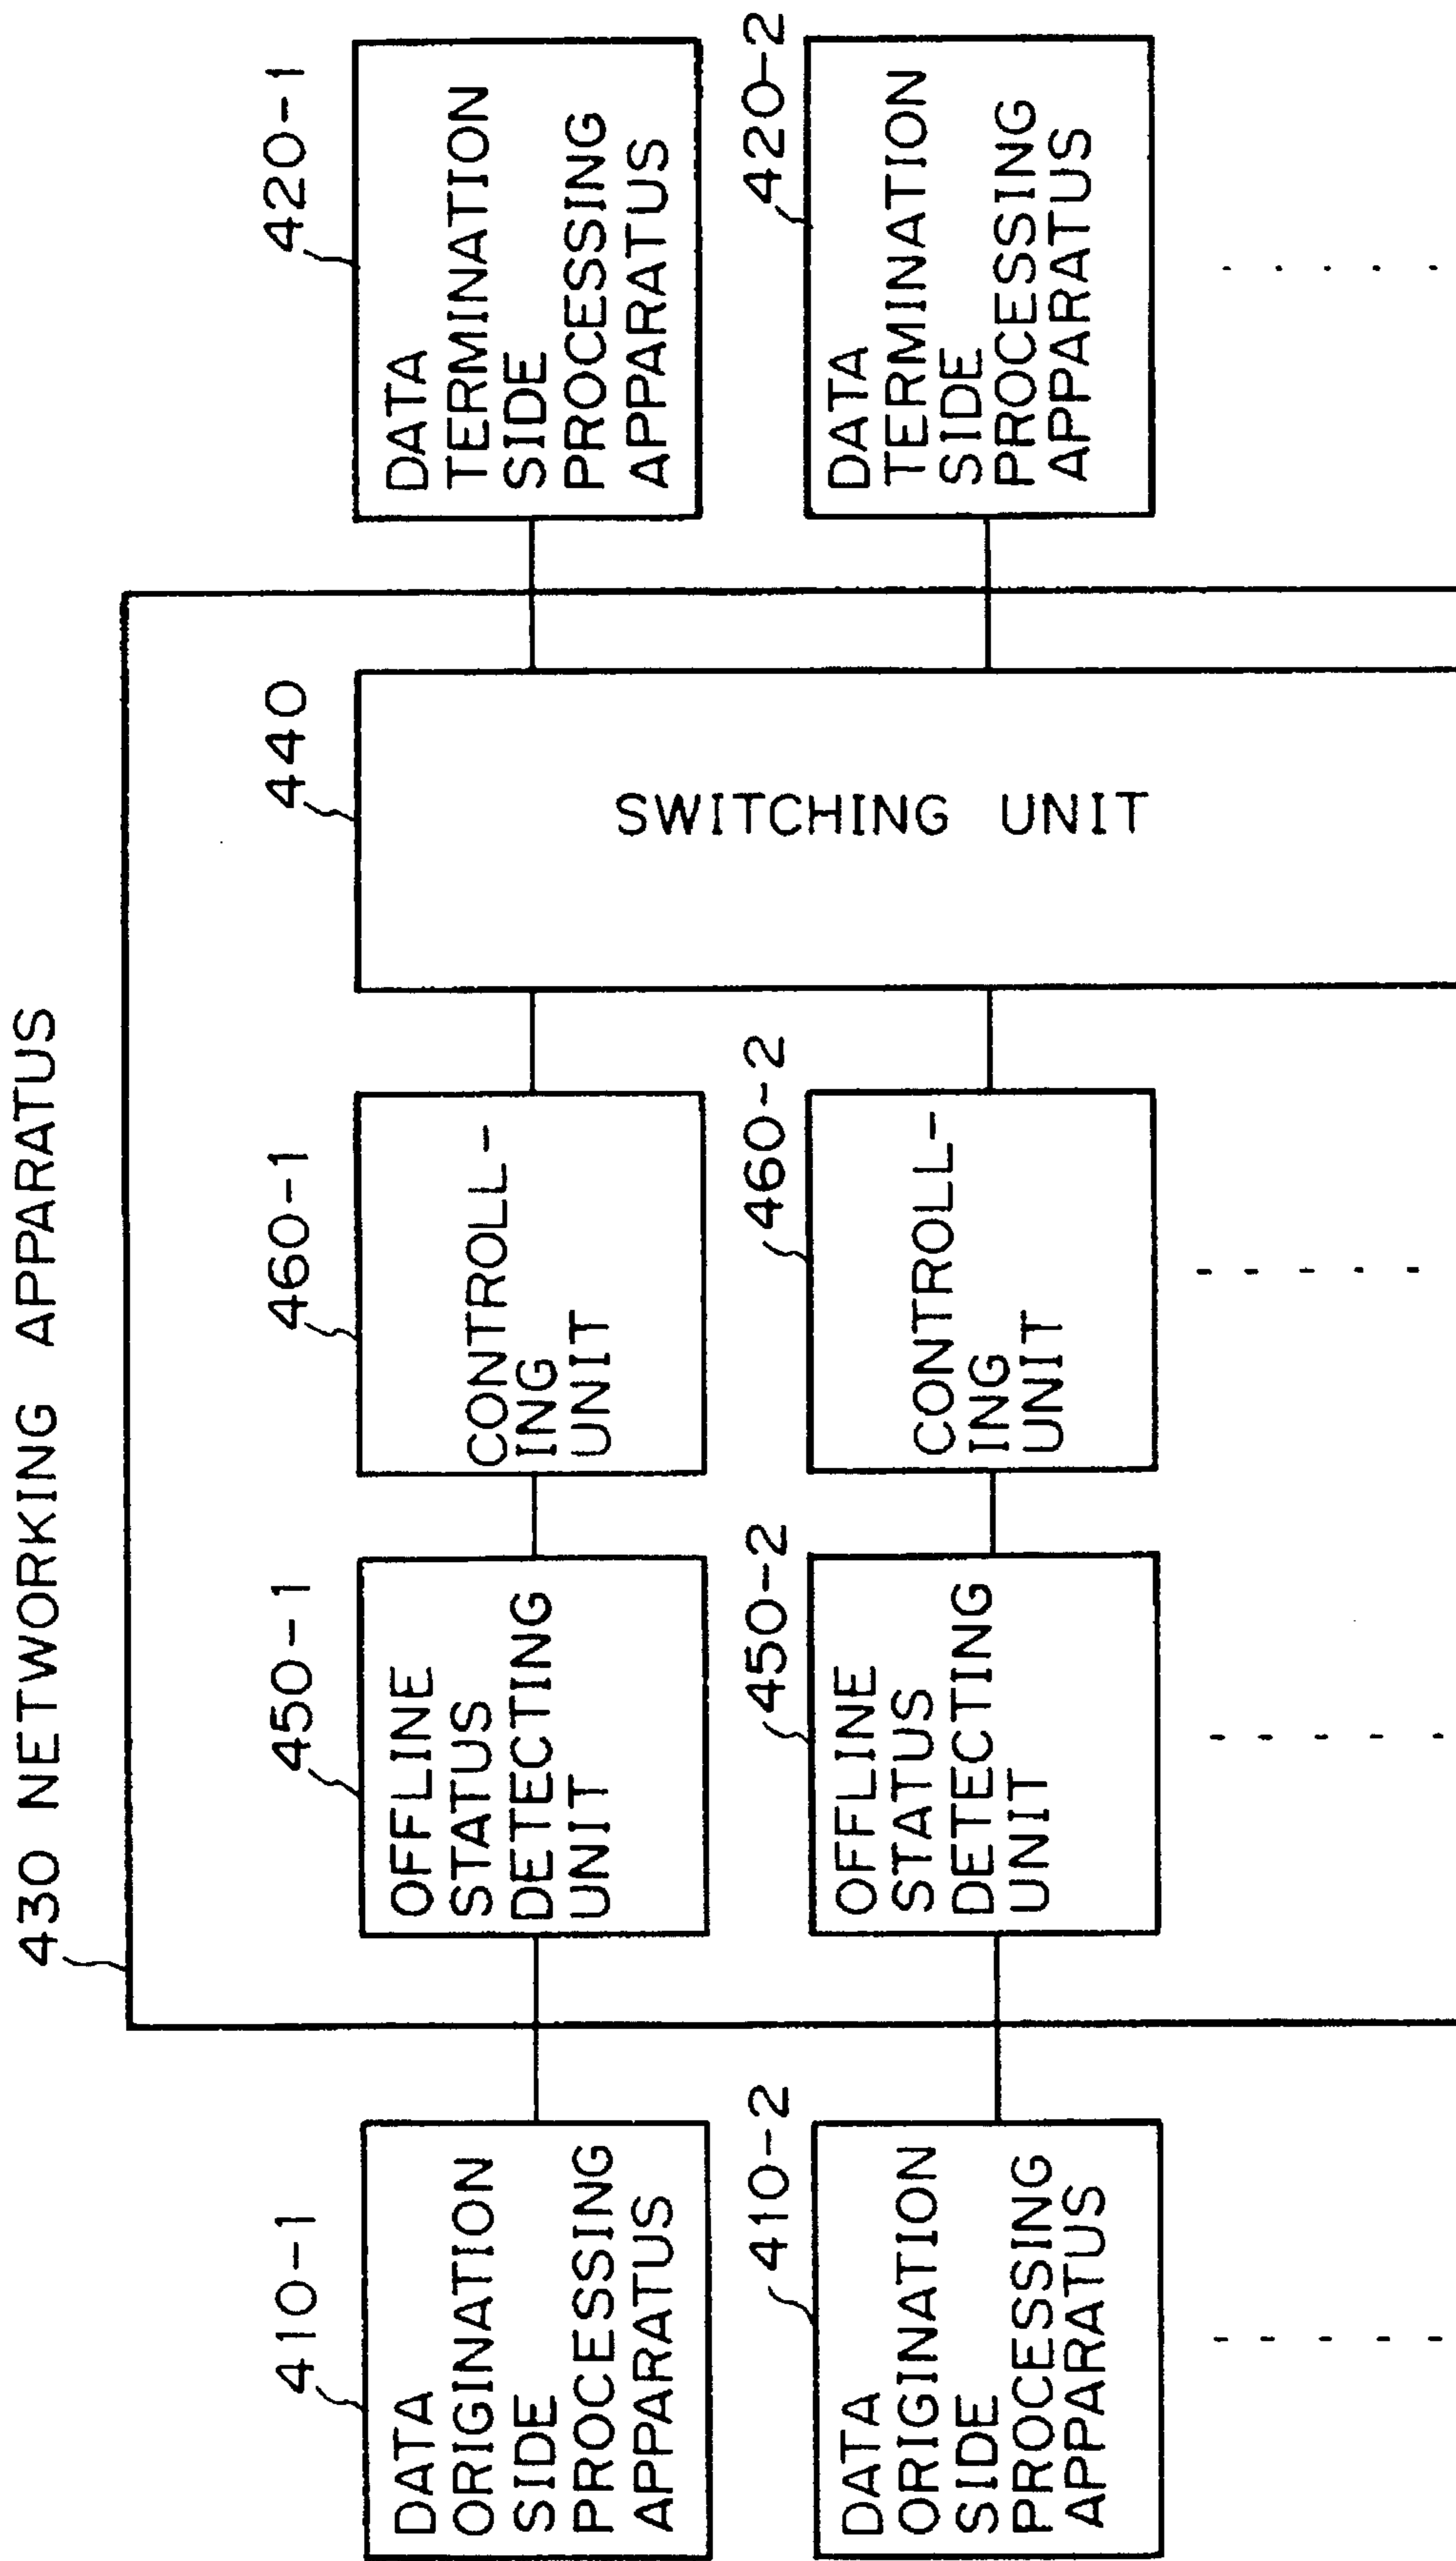 430 NETWORKING APPARATUS
410-1
450-1
460-1
440
420-1
DATA
ORIGINATION
SIDE
PROCESSING
APPARATUS
OFFLINE
STATUS
DETECTING
UNIT
CONTROLL-
ING
UNIT
SWITCHING UNIT
DATA
TERMINATION
SIDE
PROCESSING
APPARATUS
410-2
450-2
460-2
420-2
DATA
ORIGINATION
SIDE
PROCESSING
APPARATUS
OFFLINE
STATUS
DETECTING
UNIT
CONTROLL-
ING
UNIT
DATA
TERMINATION
SIDE
PROCESSING
APPARATUS